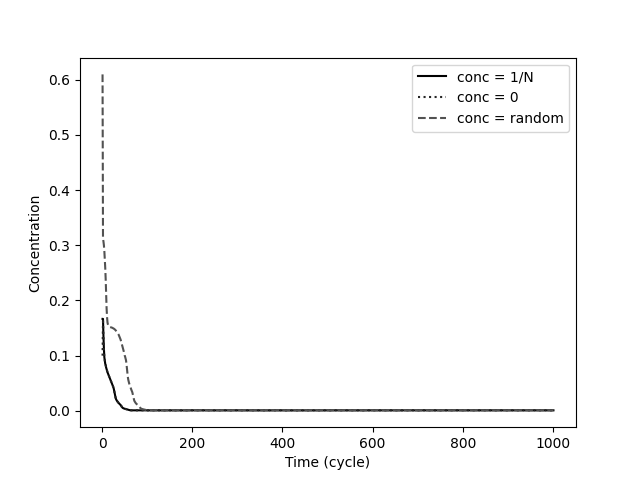 conc = 1/N
conc = 0
conc = random
0.6
0.5
0.4
0.3
0.2
0.1
0.0
Concentration
0 200 400 600 800 1000
Time (cycle)